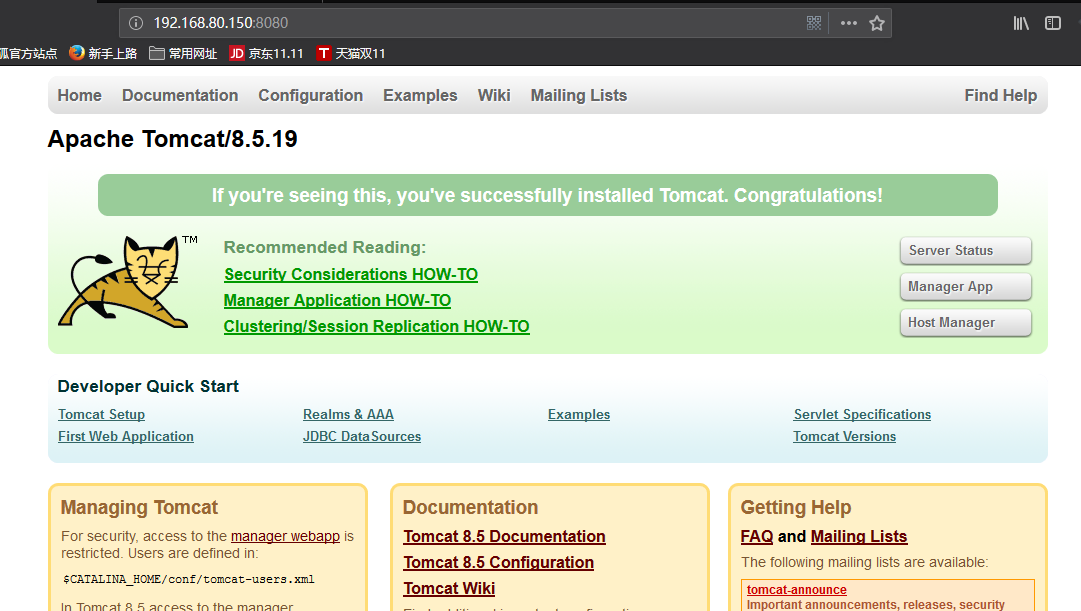 192.168.80.150:8080
狐官方站点 新手上路 常用网址 JD 京东11.11 T 天猫双11
Home Documentation Configuration Examples Wiki Mailing Lists Find Help
Apache Tomcat/8.5.19
If you're seeing this, you've successfully installed Tomcat. Congratulations!
TM
Recommended Reading:
Security Considerations HOW-TO
Manager Application HOW-TO
Clustering/Session Replication HOW-TO
Server Status
Manager App
Host Manager
Developer Quick Start
Tomcat Setup
First Web Application
Realms & AAA
JDBC DataSources
Examples
Servlet Specifications
Tomcat Versions
Managing Tomcat
For security, access to the manager webapp is
restricted. Users are defined in:
$CATALINA_HOME/conf/tomcat-users.xml
In Tomcat 8.5 access to the manager
Documentation
Tomcat 8.5 Documentation
Tomcat 8.5 Configuration
Tomcat Wiki
Getting Help
FAQ and Mailing Lists
The following mailing lists are available:
tomcat-announce
Important announcements, releases, security